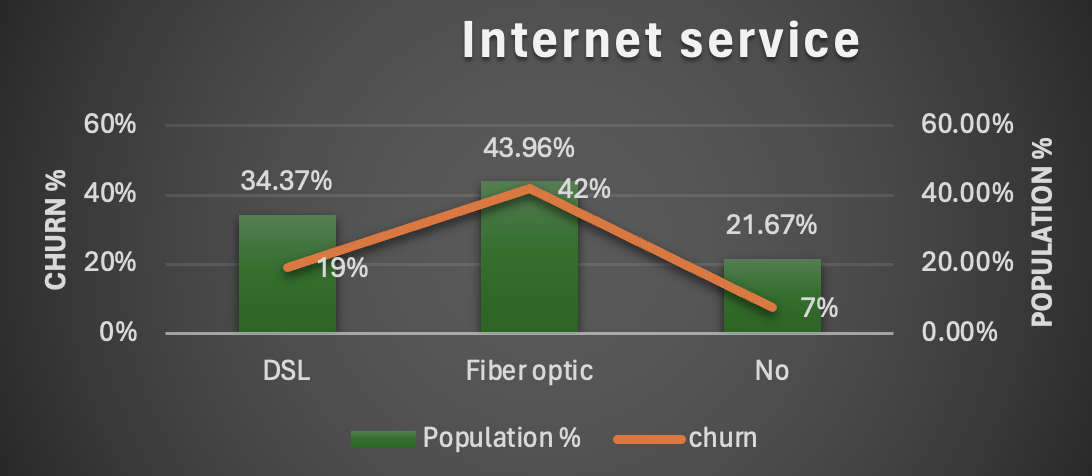 Internet service
60%
40%
20%
0%
CHURN %
34.37%
43.96%
21.67%
19%
42%
7%
60.00%
40.00%
20.00%
0.00%
POPULATION %
DSL
Fiber optic
No
Population %
churn